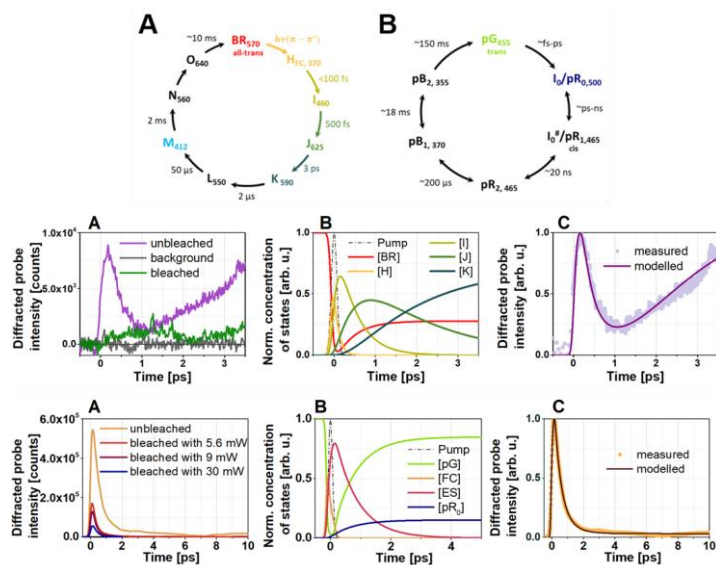 A
~10 ms
BR570
all-trans
hν(π - π*)
HFC, 370
<100 fs
I460
500 fs
J625
3 ps
K590
2 µs
L550
50 µs
M412
2 ms
N560
O640
B
~150 ms
pG455
trans
~fs-ps
I0/pR0,500
~ps-ns
I0#/pR1,465
cis
~20 ns
pR2, 465
~200 µs
pB1, 370
~18 ms
pB2, 355
A
Diffracted probe
intensity [counts]
1.0x10⁴
5.0x10³
0.0
unbleached
background
bleached
0 1 2 3
Time [ps]
B
Norm. concentration
of states [arb. u.]
1.0
0.5
0.0
Pump
[BR]
[H]
[I]
[J]
[K]
0 1 2 3
Time [ps]
C
Diffracted probe
intensity [arb. u.]
1.0
0.5
0.0
measured
modelled
0 1 2 3
Time [ps]
A
Diffracted probe
intensity [counts]
6.0x10⁵
4.0x10⁵
2.0x10⁵
0.0
unbleached
bleached with 5.6 mW
bleached with 9 mW
bleached with 30 mW
0 2 4 6 8 10
Time [ps]
B
Norm. concentration
of states [arb. u.]
1.0
0.5
0.0
Pump
[pG]
[FC]
[ES]
[pR0]
0 2 4
Time [ps]
C
Diffracted probe
intensity [arb. u.]
1.0
0.5
0.0
measured
modelled
0 2 4 6 8 10
Time [ps]